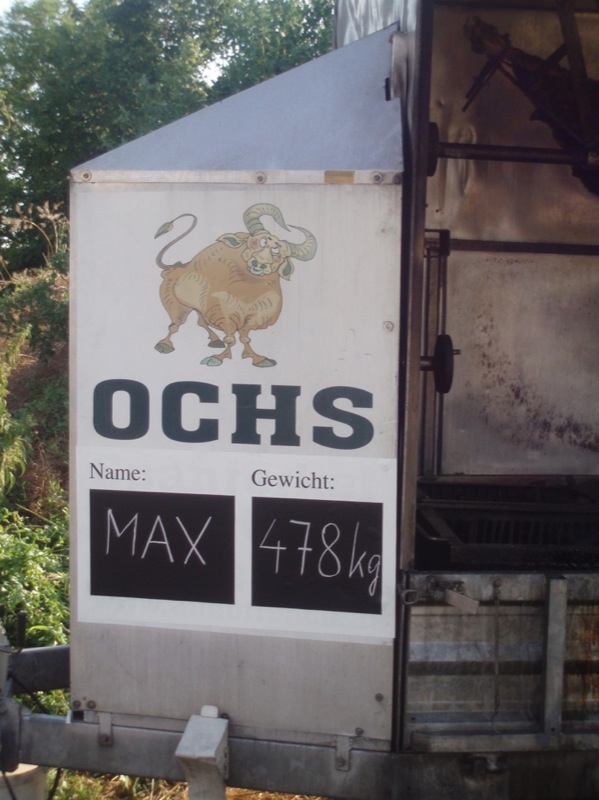 OCHS
Name:
Gewicht:
MAX
478kg